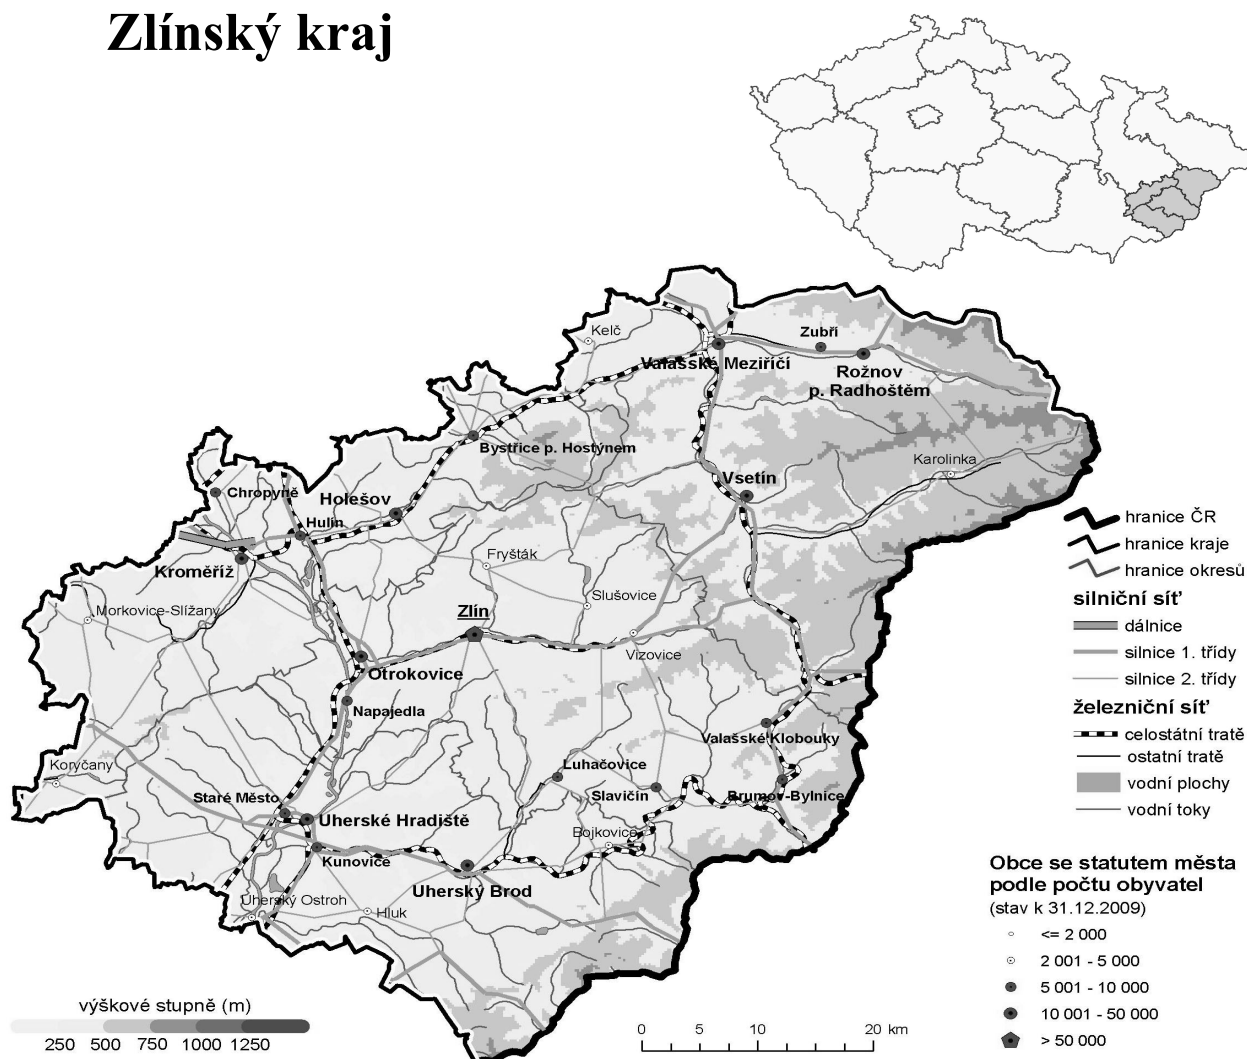 Zlínský kraj
Kelč
Zubří
Valašské Meziříčí
Rožnov
p. Radhoštěm
Bystřice p. Hostýnem
Karolinka
Vsetín
Chropyně
Holešov
Hulín
Fryšták
Kroměříž
Slušovice
Morkovice-Slížany
Zlín
Vizovice
Otrokovice
Napajedla
Valašské Klobouky
Koryčany
Luhačovice
Staré Město
Slavičín
Brumov-Bylnice
Uherské Hradiště
Bojkovice
Kunovice
Uherský Brod
Uherský Ostroh
Hluk
hranice ČR
hranice kraje
hranice okresů
silniční síť
dálnice
silnice 1. třídy
silnice 2. třídy
železniční síť
celostátní tratě
ostatní tratě
vodní plochy
vodní toky
Obce se statutem města
podle počtu obyvatel
(stav k 31.12.2009)
<= 2 000
2 001 - 5 000
5 001 - 10 000
10 001 - 50 000
> 50 000
výškové stupně (m)
250 500 750 1000 1250
0 5 10 20 km